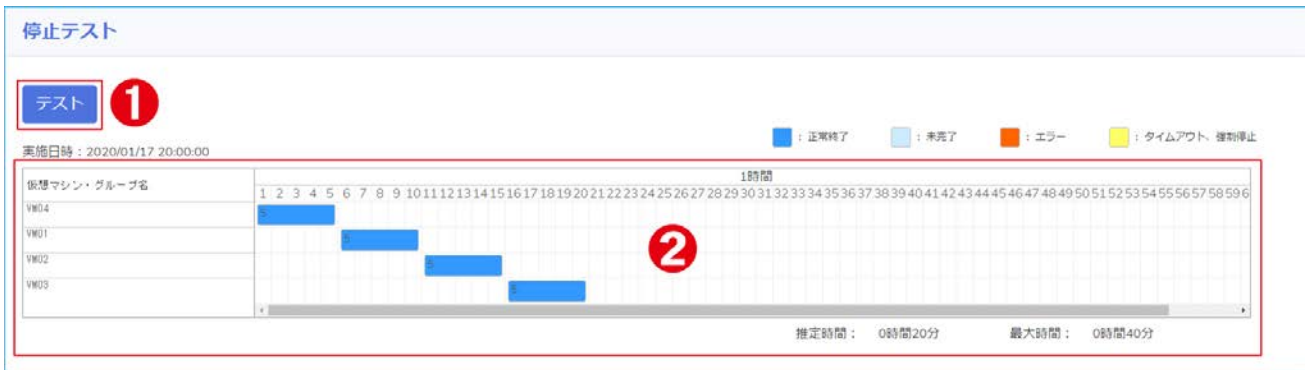 停止テスト
テスト
1
: 正常終了 : 未完了 : エラー : タイムアウト、強制停止
実施日時：2020/01/17 20:00:00
仮想マシン・グループ名
1時間
1 2 3 4 5 6 7 8 9 10 11 12 13 14 15 16 17 18 19 20 21 22 23 24 25 26 27 28 29 30 31 32 33 34 35 36 37 38 39 40 41 42 43 44 45 46 47 48 49 50 51 52 53 54 55 56 57 58 59 6
VM04 5
VM01 5
VM02 5
VM03 5
2
推定時間： 0時間20分 最大時間： 0時間40分